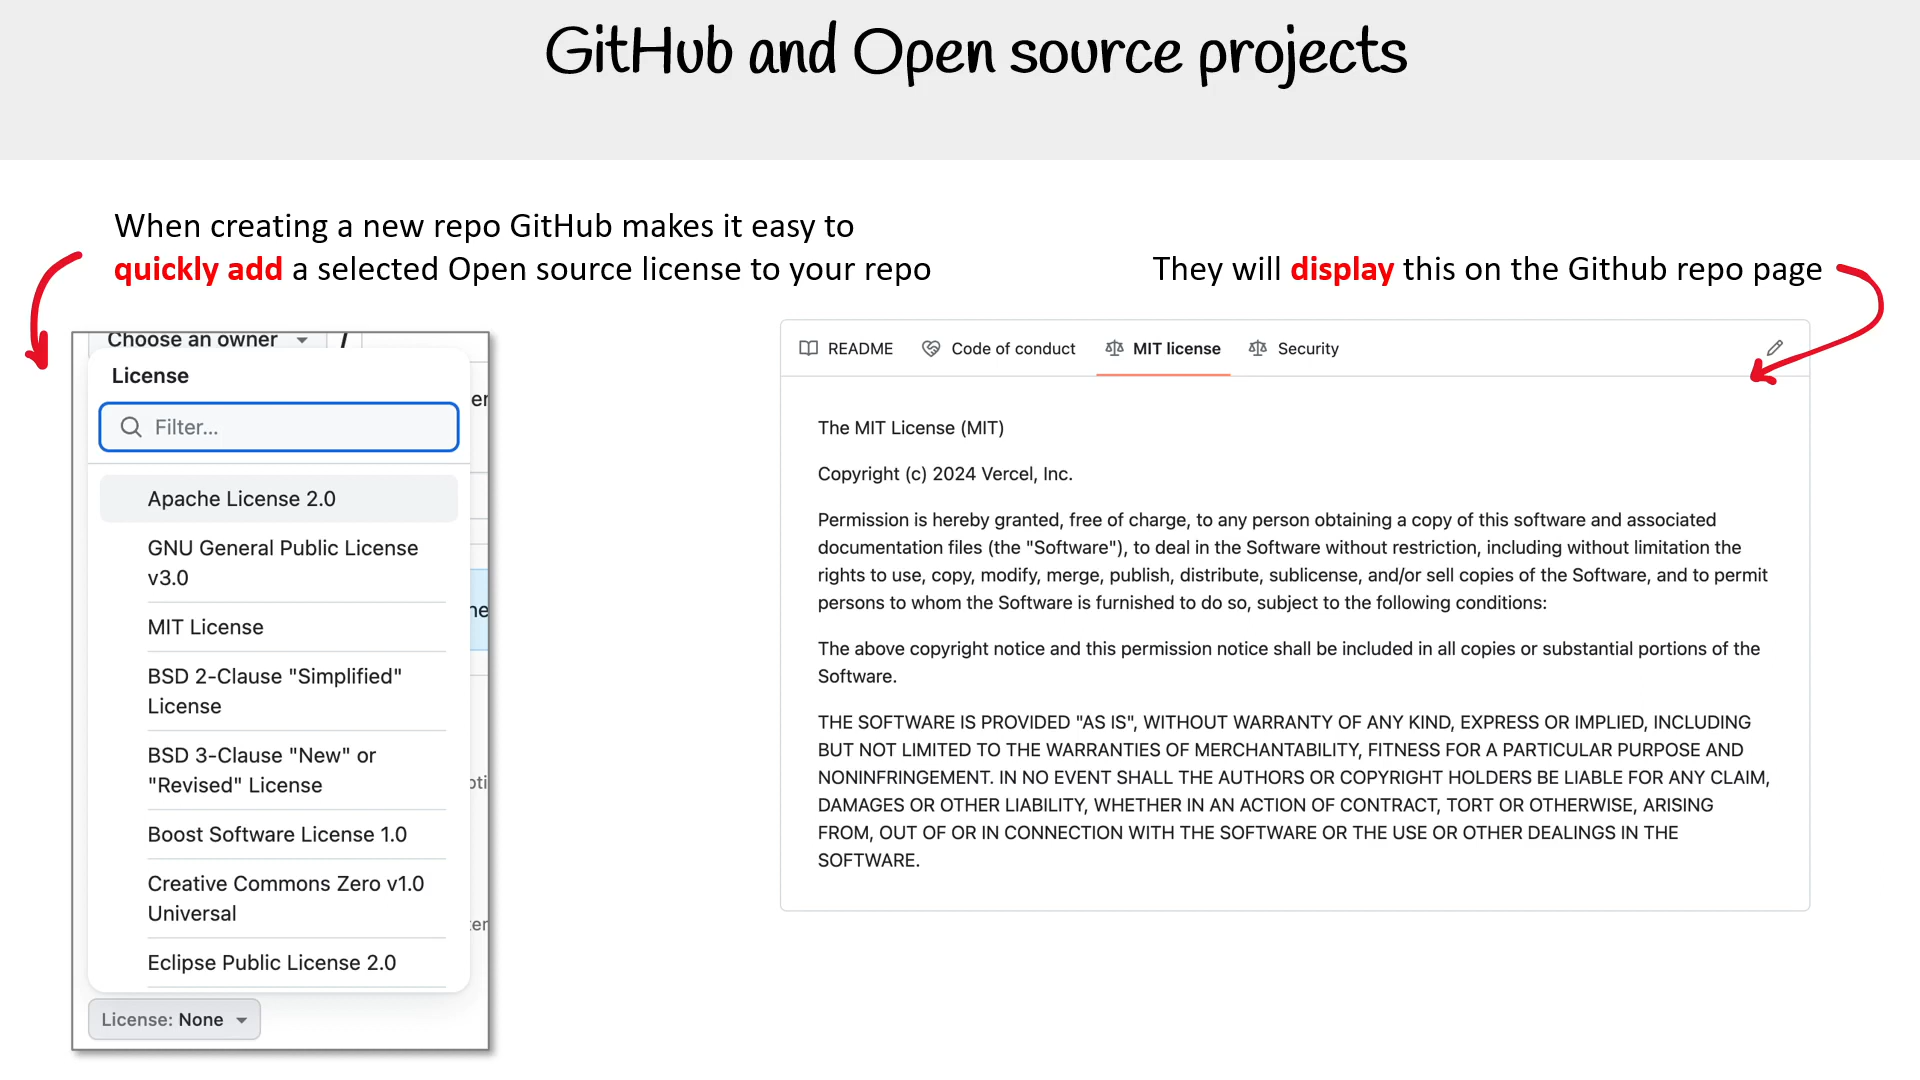 GitHub and Open source projects
When creating a new repo GitHub makes it easy to
quickly add a selected Open source license to your repo
They will display this on the Github repo page
Choose an owner /
License
Filter...
Apache License 2.0
GNU General Public License
v3.0
MIT License
BSD 2-Clause "Simplified"
License
BSD 3-Clause "New" or
"Revised" License
Boost Software License 1.0
Creative Commons Zero v1.0
Universal
Eclipse Public License 2.0
License: None
README Code of conduct MIT license Security
The MIT License (MIT)
Copyright (c) 2024 Vercel, Inc.
Permission is hereby granted, free of charge, to any person obtaining a copy of this software and associated
documentation files (the "Software"), to deal in the Software without restriction, including without limitation the
rights to use, copy, modify, merge, publish, distribute, sublicense, and/or sell copies of the Software, and to permit
persons to whom the Software is furnished to do so, subject to the following conditions:
The above copyright notice and this permission notice shall be included in all copies or substantial portions of the
Software.
THE SOFTWARE IS PROVIDED "AS IS", WITHOUT WARRANTY OF ANY KIND, EXPRESS OR IMPLIED, INCLUDING
BUT NOT LIMITED TO THE WARRANTIES OF MERCHANTABILITY, FITNESS FOR A PARTICULAR PURPOSE AND
NONINFRINGEMENT. IN NO EVENT SHALL THE AUTHORS OR COPYRIGHT HOLDERS BE LIABLE FOR ANY CLAIM,
DAMAGES OR OTHER LIABILITY, WHETHER IN AN ACTION OF CONTRACT, TORT OR OTHERWISE, ARISING
FROM, OUT OF OR IN CONNECTION WITH THE SOFTWARE OR THE USE OR OTHER DEALINGS IN THE
SOFTWARE.